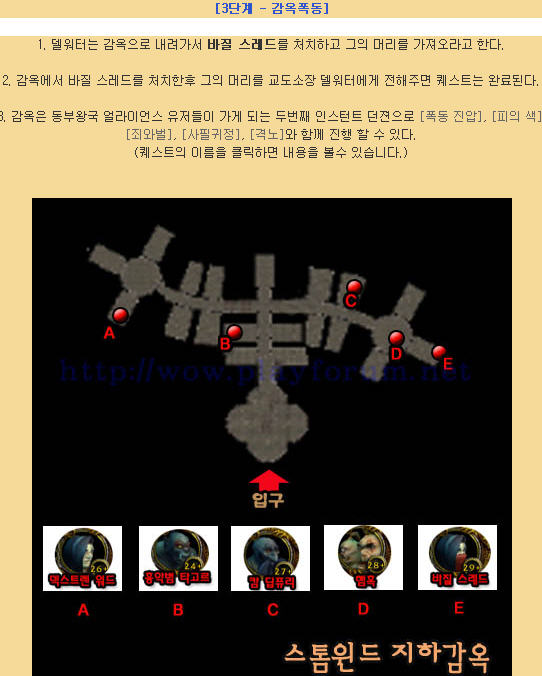 [3단계 - 감옥폭동]
1. 델워터는 감옥으로 내려가서 바질 스레드를 처치하고 그의 머리를 가져오라고 한다.
2. 감옥에서 바질 스레드를 처치한후 그의 머리를 교도소장 델워터에게 전해주면 퀘스트는 완료된다.
3. 감옥은 동부왕국 얼라이언스 유저들이 가게 되는 두번째 인스턴트 던젼으로 [폭동 진압], [피의 색]
[죄와벌], [사필귀정], [격노]와 함께 진행 할 수 있다.
(퀘스트의 이름을 클릭하면 내용을 볼수 있습니다.)
A
B
C
D
E
http://wow.playforum.net
입구
26+
24+
27+
28+
29+
덱스트렌 워드
흉악범 타고르
캄 딥퓨리
햄혹
바질 스레드
A
B
C
D
E
스톰윈드 지하감옥